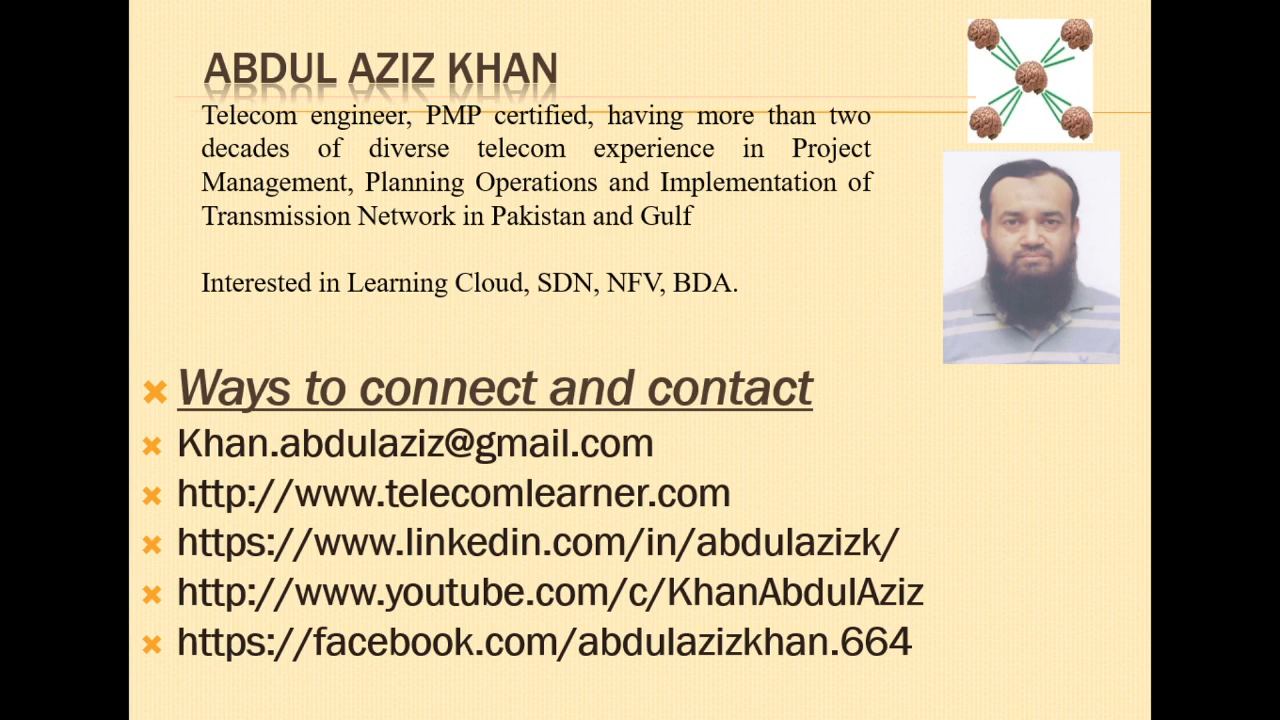 ABDUL AZIZ KHAN
Telecom engineer, PMP certified, having more than two
decades of diverse telecom experience in Project
Management, Planning Operations and Implementation of
Transmission Network in Pakistan and Gulf
Interested in Learning Cloud, SDN, NFV, BDA.
Ways to connect and contact
Khan.abdulaziz@gmail.com
http://www.telecomlearner.com
https://www.linkedin.com/in/abdulazizk/
http://www.youtube.com/c/KhanAbdulAziz
https://facebook.com/abdulazizkhan.664